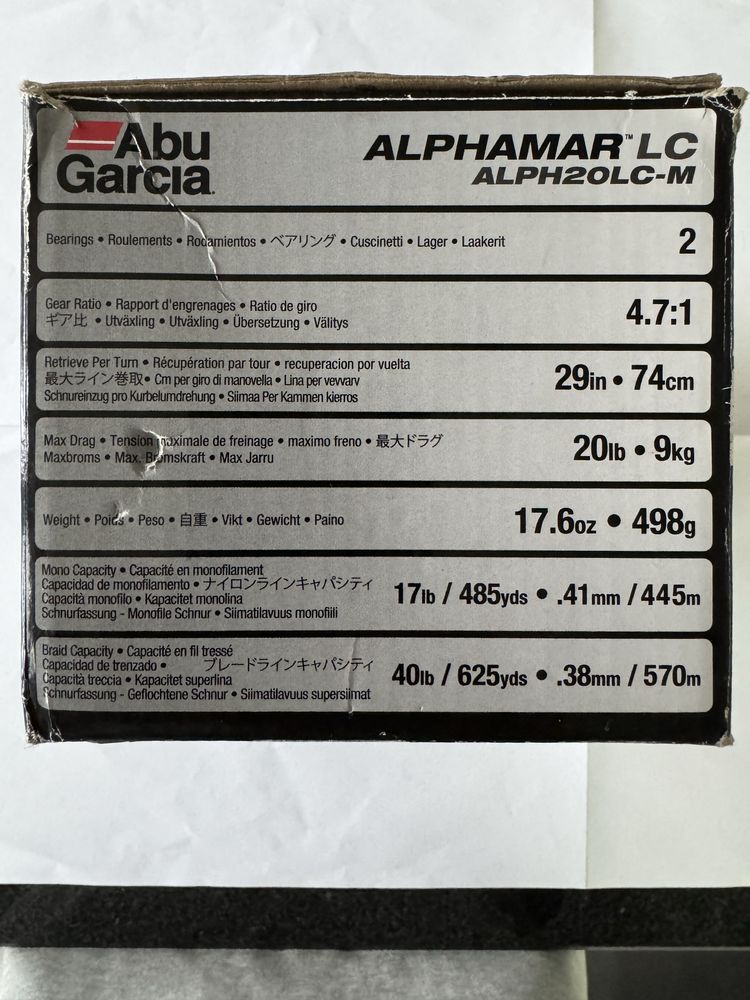 Abu
Garcia.
ALPHAMAR™ LC
ALPH20LC-M
Bearings • Roulements • Rodamientos • ベアリング • Cuscinetti • Lager • Laakerit
2
Gear Ratio • Rapport d'engrenages • Ratio de giro
ギア比 • Utväxling • Utväxling • Übersetzung • Välitys
4.7:1
Retrieve Per Turn • Récupération par tour • recuperacion por vuelta
最大ライン巻取 • Cm per giro di manovella • Lina per vevvarv
Schnureinzug pro Kurbelumdrehung • Siimaa Per Kammen kierros
29in • 74cm
Max Drag • Tension maximale de freinage • maximo freno • 最大ドラグ
Maxbroms • Max. Bremskraft • Max Jarru
20lb • 9kg
Weight • Poids • Peso • 自重 • Vikt • Gewicht • Paino
17.6oz • 498g
Mono Capacity • Capacité en monofilament
Capacidad de monofilamento • ナイロンラインキャパシティ
Capacità monofilo • Kapacitet monolina
Schnurfassung - Monofile Schnur • Siimatilavuus monofiili
17lb / 485yds • .41mm / 445m
Braid Capacity • Capacité en fil tressé
Capacidad de trenzado • ブレードラインキャパシティ
Capacità treccia • Kapacitet superlina
Schnurfassung - Geflochtene Schnur • Siimatilavuus supersiimat
40lb / 625yds • .38mm / 570m